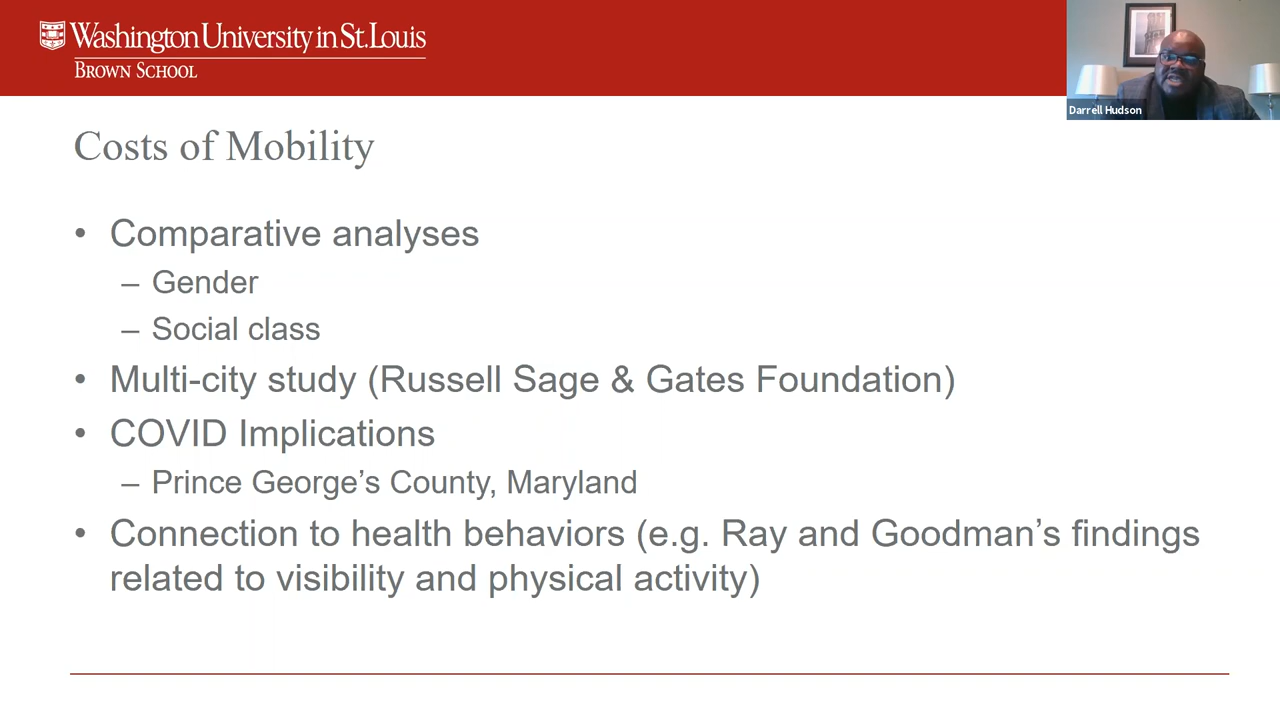 Washington University in St. Louis
BROWN SCHOOL
Darrell Hudson
Costs of Mobility
• Comparative analyses
– Gender
– Social class
• Multi-city study (Russell Sage & Gates Foundation)
• COVID Implications
– Prince George’s County, Maryland
• Connection to health behaviors (e.g. Ray and Goodman’s findings
related to visibility and physical activity)